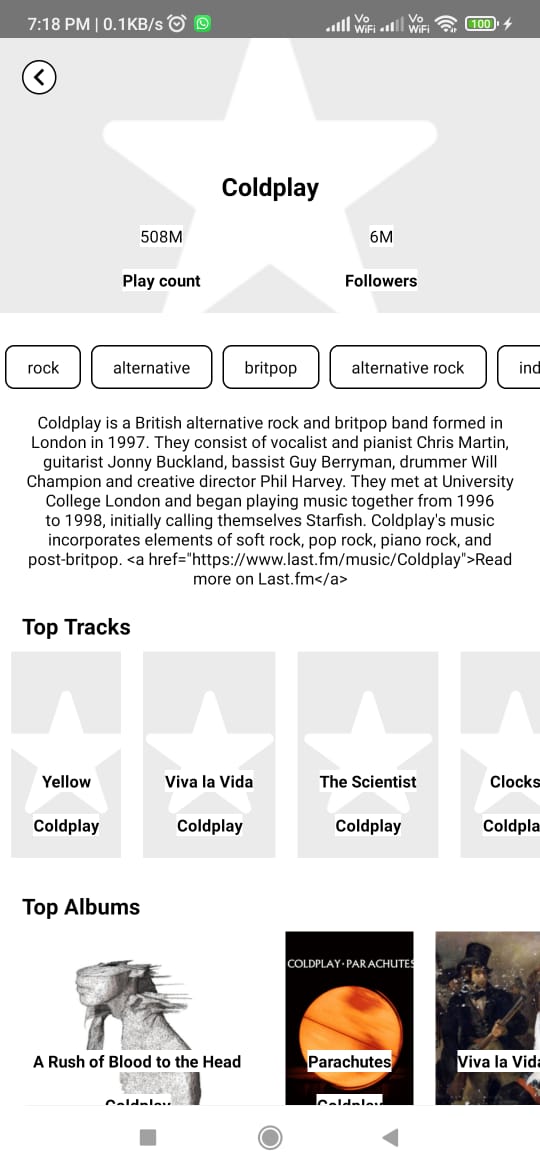 7:18 PM | 0.1KB/s
Vo WiFi Vo WiFi 100
Coldplay
508M 6M
Play count Followers
rock alternative britpop alternative rock ind
Coldplay is a British alternative rock and britpop band formed in
London in 1997. They consist of vocalist and pianist Chris Martin,
guitarist Jonny Buckland, bassist Guy Berryman, drummer Will
Champion and creative director Phil Harvey. They met at University
College London and began playing music together from 1996
to 1998, initially calling themselves Starfish. Coldplay's music
incorporates elements of soft rock, pop rock, piano rock, and
post-britpop. <a href="https://www.last.fm/music/Coldplay">Read
more on Last.fm</a>
Top Tracks
Yellow Viva la Vida The Scientist Clocks
Coldplay Coldplay Coldplay Coldpla
Top Albums
COLDPLAY·PARACHUTES
A Rush of Blood to the Head Parachutes Viva la Vida
Coldplay Coldplay